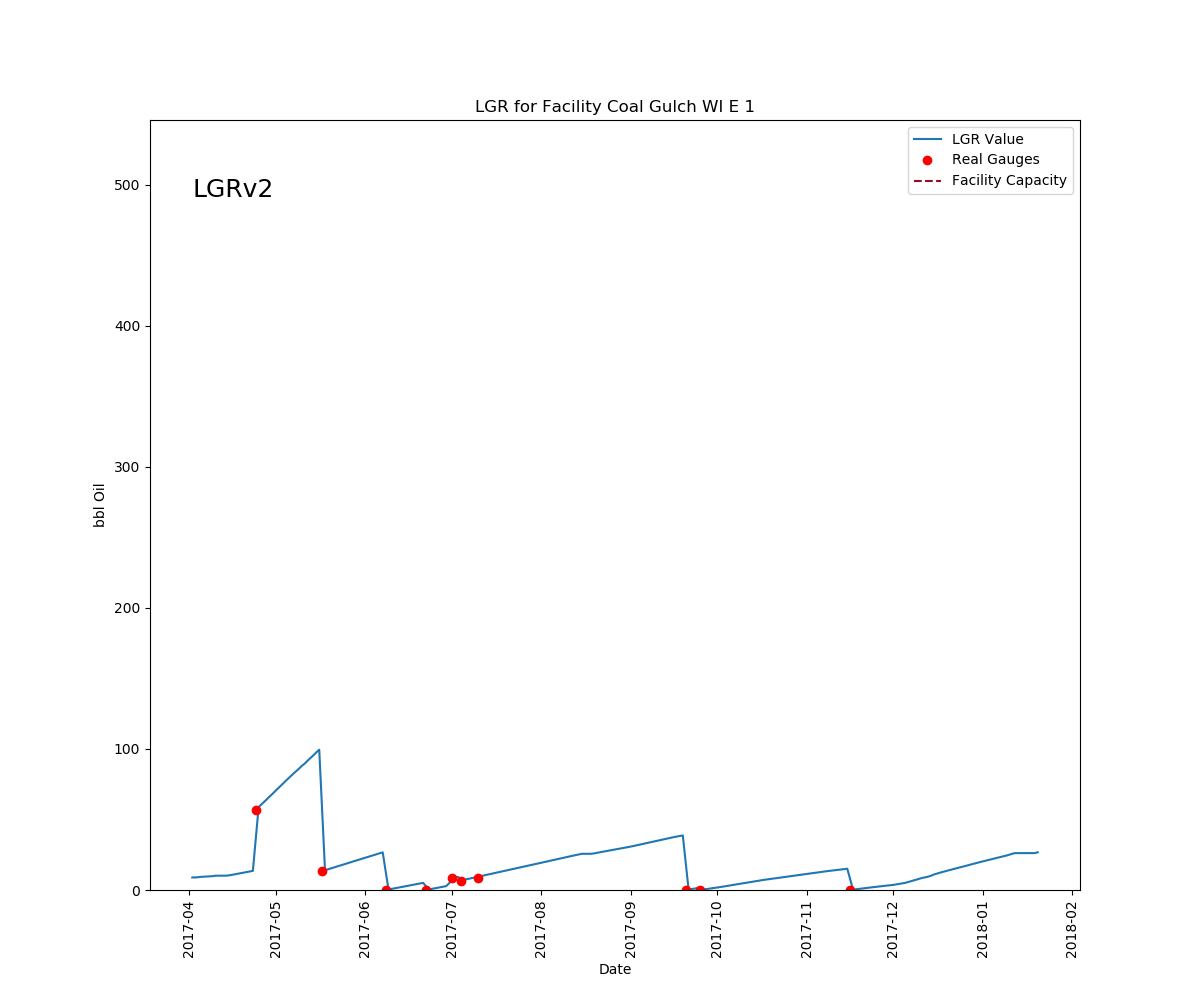 LGR for Facility Coal Gulch WI E 1
LGR Value
Real Gauges
Facility Capacity
LGRv2
500
400
300
200
100
0
bbl Oil
2017-04
2017-05
2017-06
2017-07
2017-08
2017-09
2017-10
2017-11
2017-12
2018-01
2018-02
Date